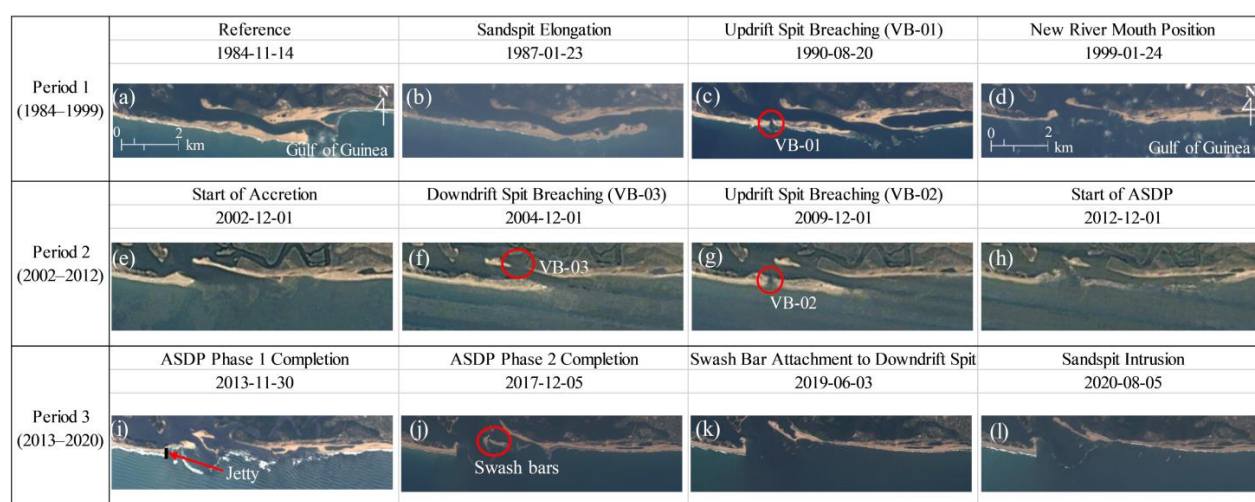 Reference
Sandspit Elongation
Updrift Spit Breaching (VB-01)
New River Mouth Position
1984-11-14
1987-01-23
1990-08-20
1999-01-24
Period 1
(1984–1999)
(a)
N
0 2
km
Gulf of Guinea
(b)
(c)
VB-01
(d)
N
0 2
km
Gulf of Guinea
Start of Accretion
Downdrift Spit Breaching (VB-03)
Updrift Spit Breaching (VB-02)
Start of ASDP
2002-12-01
2004-12-01
2009-12-01
2012-12-01
Period 2
(2002–2012)
(e)
(f)
VB-03
(g)
VB-02
(h)
ASDP Phase 1 Completion
ASDP Phase 2 Completion
Swash Bar Attachment to Downdrift Spit
Sandspit Intrusion
2013-11-30
2017-12-05
2019-06-03
2020-08-05
Period 3
(2013–2020)
(i)
Jetty
(j)
Swash bars
(k)
(l)